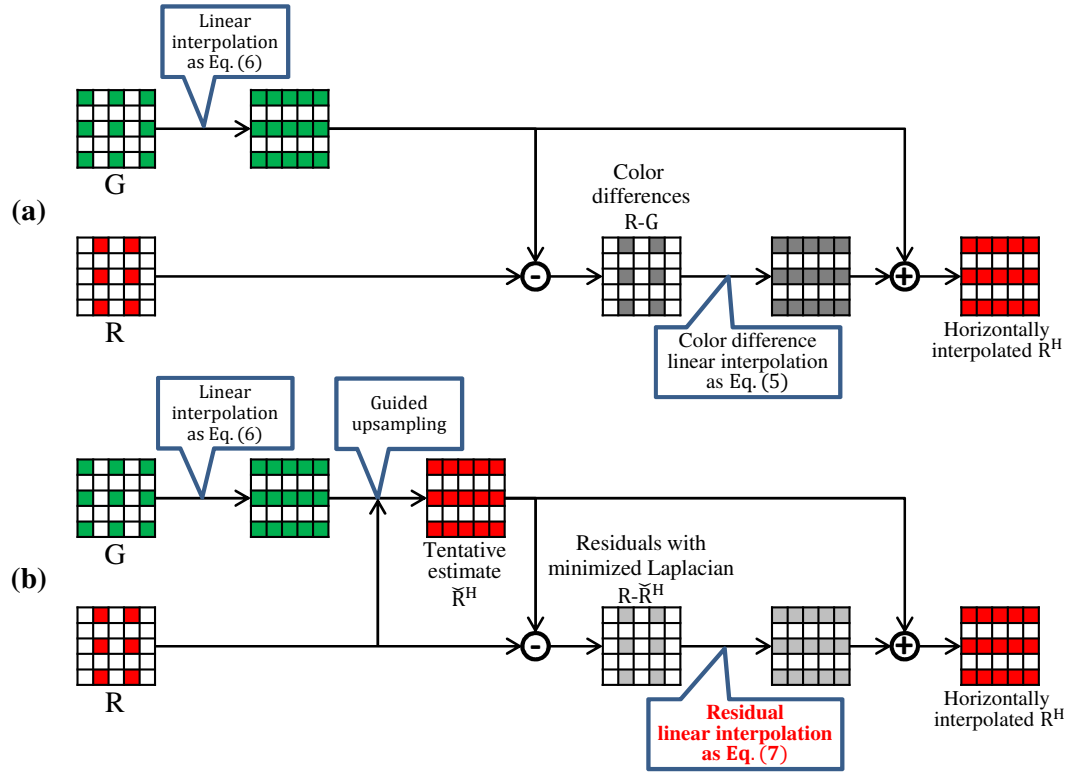 Linear
interpolation
as Eq. (6)
G
(a)
R
Color
differences
R-G
-
+
Color difference
linear interpolation
as Eq. (5)
Horizontally
interpolated R^H
Linear
interpolation
as Eq. (6)
Guided
upsampling
G
(b)
R
Tentative
estimate
R̆^H
Residuals with
minimized Laplacian
R-R̆^H
-
+
Residual
linear interpolation
as Eq. (7)
Horizontally
interpolated R^H